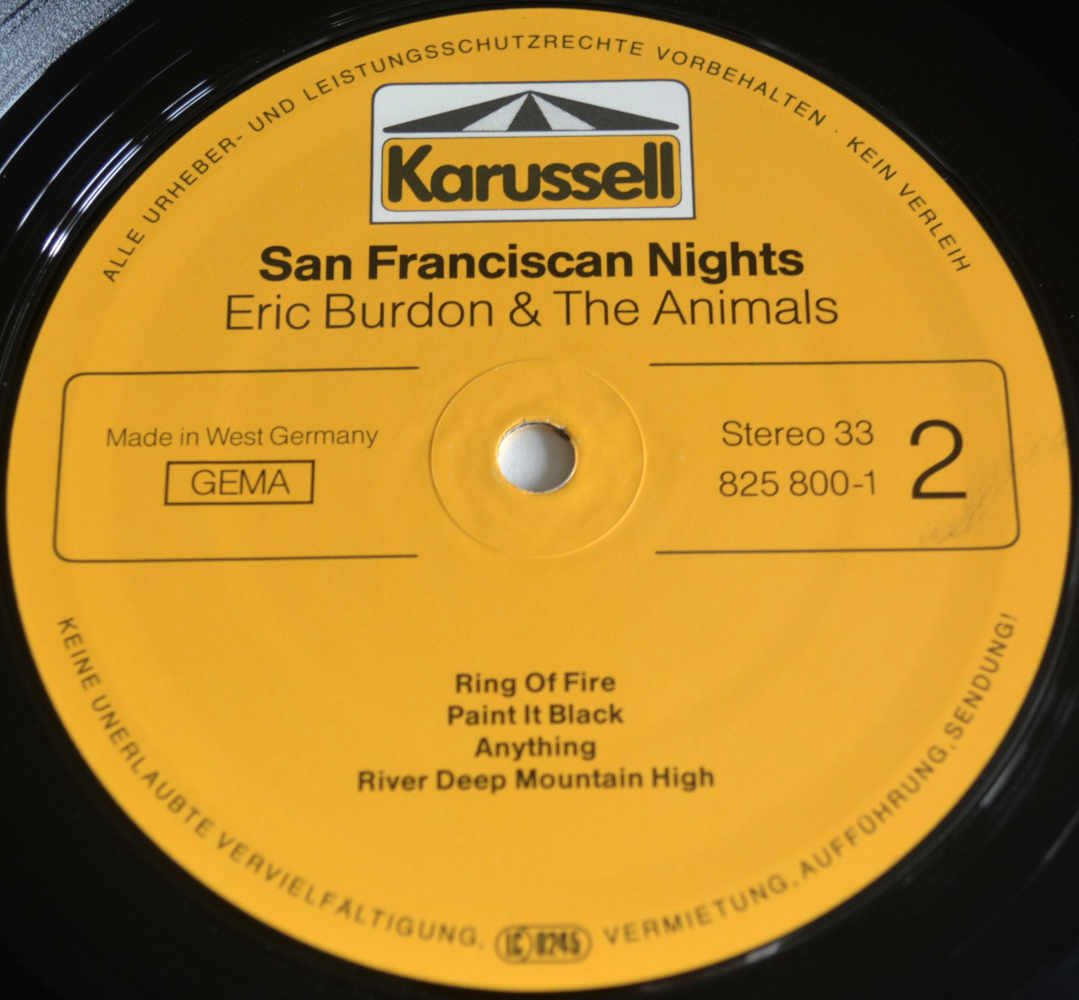 ALLE URHEBER- UND LEISTUNGSSCHUTZRECHTE VORBEHALTEN · KEIN VERLEIH
Karussell
San Franciscan Nights
Eric Burdon & The Animals
Made in West Germany
GEMA
Stereo 33
825 800-1
2
Ring Of Fire
Paint It Black
Anything
River Deep Mountain High
KEINE UNERLAUBTE VERVIELFÄLTIGUNG, VERMIETUNG, AUFFÜHRUNG, SENDUNG!
LC 0245